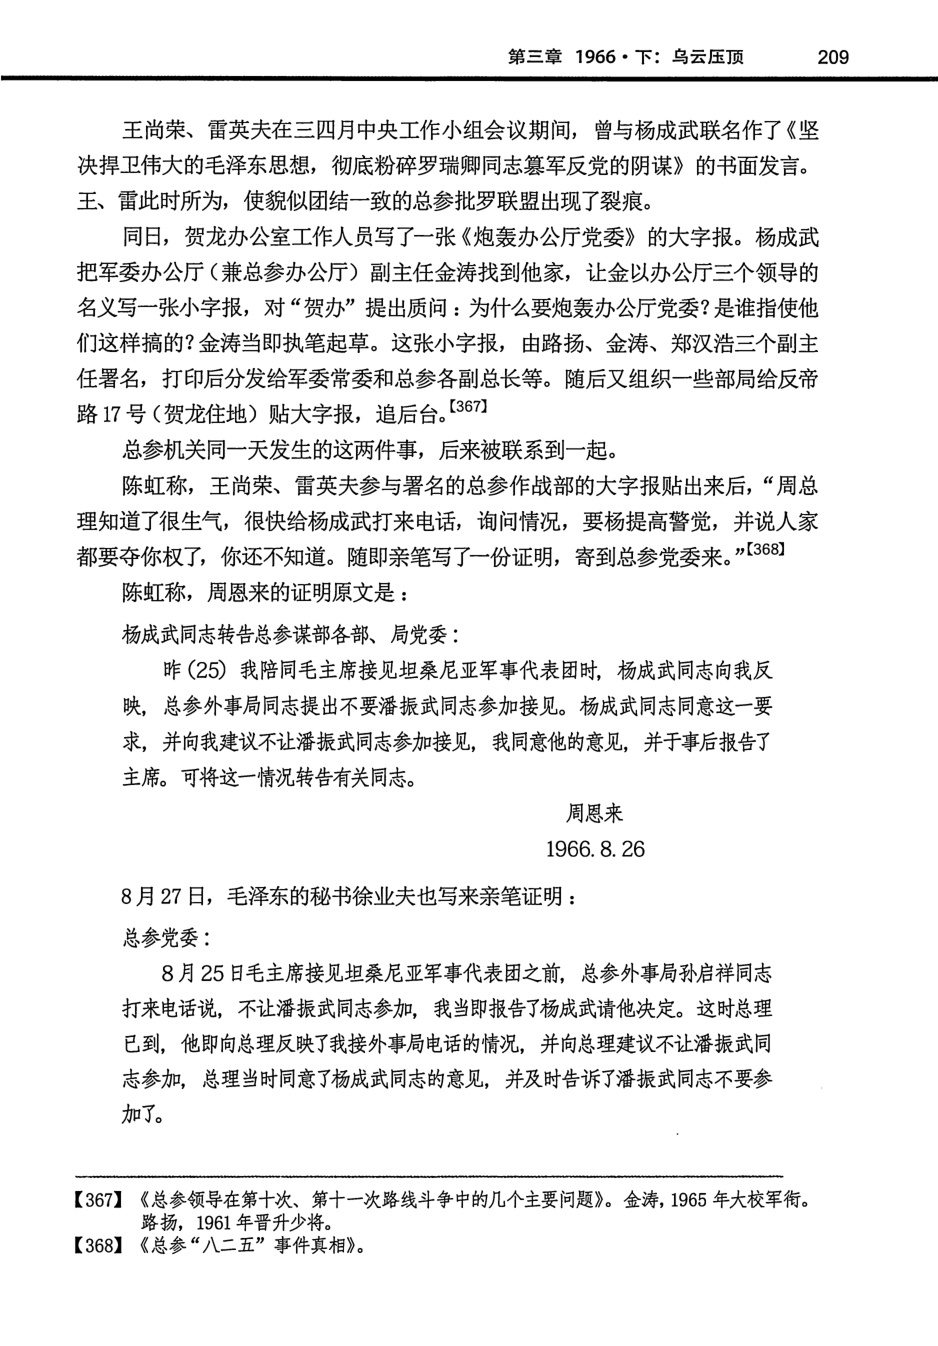 第三章 1966·下：乌云压顶 209
王尚荣、雷英夫在三四月中央工作小组会议期间，曾与杨成武联名作了《坚
决捍卫伟大的毛泽东思想，彻底粉碎罗瑞卿同志篡军反党的阴谋》的书面发言。
王、雷此时所为，使貌似团结一致的总参批罗联盟出现了裂痕。
同日，贺龙办公室工作人员写了一张《炮轰办公厅党委》的大字报。杨成武
把军委办公厅（兼总参办公厅）副主任金涛找到他家，让金以办公厅三个领导的
名义写一张小字报，对“贺办”提出质问：为什么要炮轰办公厅党委？是谁指使他
们这样搞的？金涛当即执笔起草。这张小字报，由路扬、金涛、郑汉浩三个副主
任署名，打印后分发给军委常委和总参各副总长等。随后又组织一些部局给反帝
路17号（贺龙住地）贴大字报，追后台。【367】
总参机关同一天发生的这两件事，后来被联系到一起。
陈虹称，王尚荣、雷英夫参与署名的总参作战部的大字报贴出来后，“周总
理知道了很生气，很快给杨成武打来电话，询问情况，要杨提高警觉，并说人家
都要夺你权了，你还不知道。随即亲笔写了一份证明，寄到总参党委来。”【368】
陈虹称，周恩来的证明原文是：
杨成武同志转告总参谋部各部、局党委：
昨（25）我陪同毛主席接见坦桑尼亚军事代表团时，杨成武同志向我反
映，总参外事局同志提出不要潘振武同志参加接见。杨成武同志同意这一要
求，并向我建议不让潘振武同志参加接见，我同意他的意见，并于事后报告了
主席。可将这一情况转告有关同志。
周恩来
1966.8.26
8月27日，毛泽东的秘书徐业夫也写来亲笔证明：
总参党委：
8月25日毛主席接见坦桑尼亚军事代表团之前，总参外事局孙启祥同志
打来电话说，不让潘振武同志参加，我当即报告了杨成武请他决定。这时总理
已到，他即向总理反映了我接外事局电话的情况，并向总理建议不让潘振武同
志参加，总理当时同意了杨成武同志的意见，并及时告诉了潘振武同志不要参
加了。
【367】《总参领导在第十次、第十一次路线斗争中的几个主要问题》。金涛，1965年大校军衔。
路扬，1961年晋升少将。
【368】《总参“八二五”事件真相》。